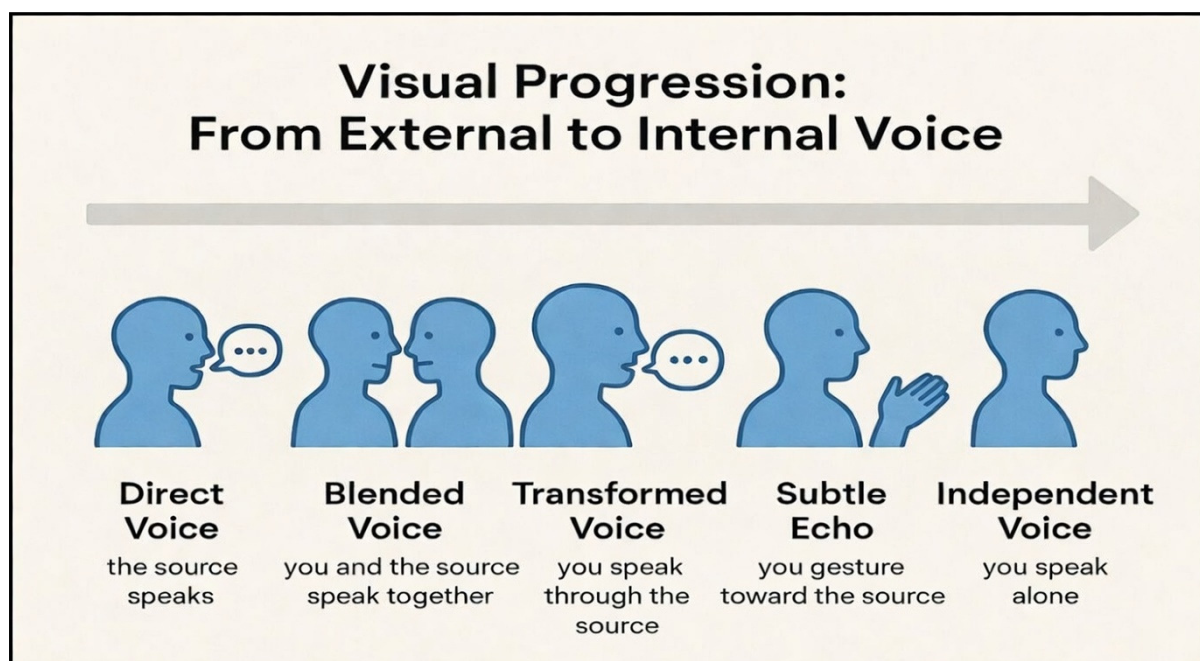 Visual Progression:
From External to Internal Voice
Direct
Voice
the source
speaks
Blended
Voice
you and the source
speak together
Transformed
Voice
you speak
through the
source
Subtle
Echo
you gesture
toward the source
Independent
Voice
you speak
alone